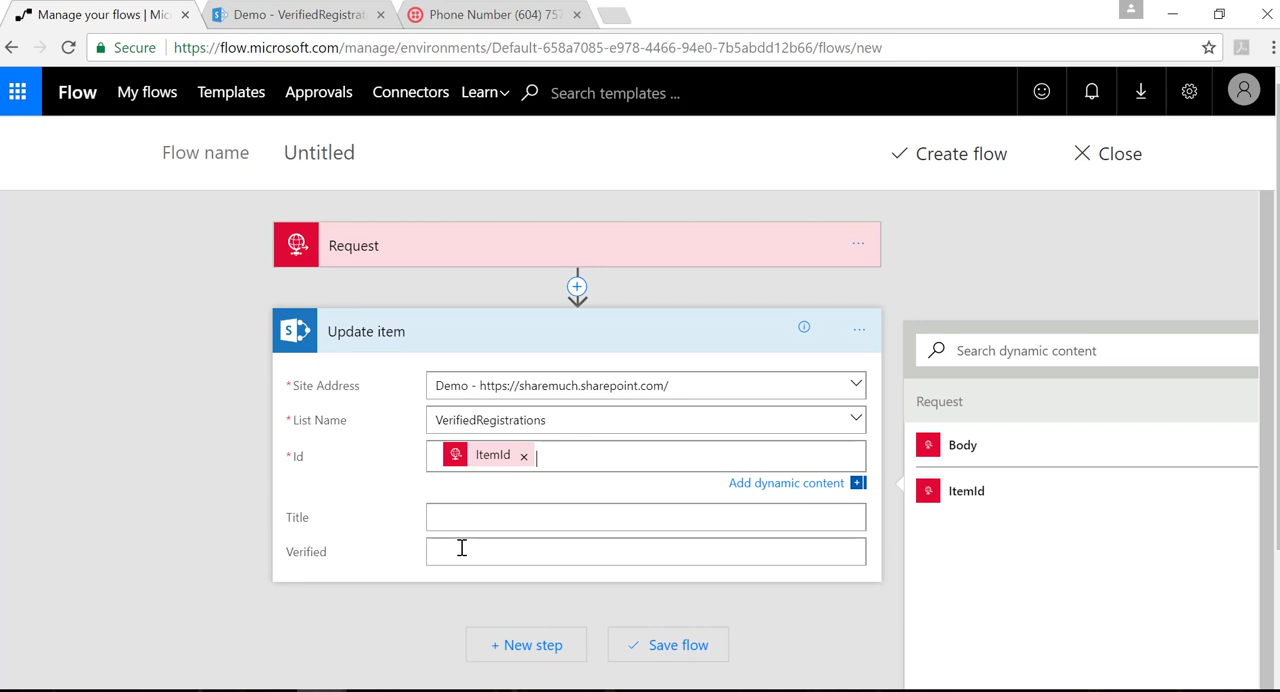 Manage your flows | Mic
Demo - VerifiedRegistrat
Phone Number (604) 757
Secure
https://flow.microsoft.com/manage/environments/Default-658a7085-e978-4466-94e0-7b5abdd12b66/flows/new
Flow My flows Templates Approvals Connectors Learn Search templates ...
Flow name Untitled Create flow Close
Request ...
Update item ...
*Site Address Demo - https://sharemuch.sharepoint.com/
*List Name VerifiedRegistrations
*Id ItemId ×
Add dynamic content +
Title
Verified
+ New step Save flow
Search dynamic content
Request
Body
ItemId